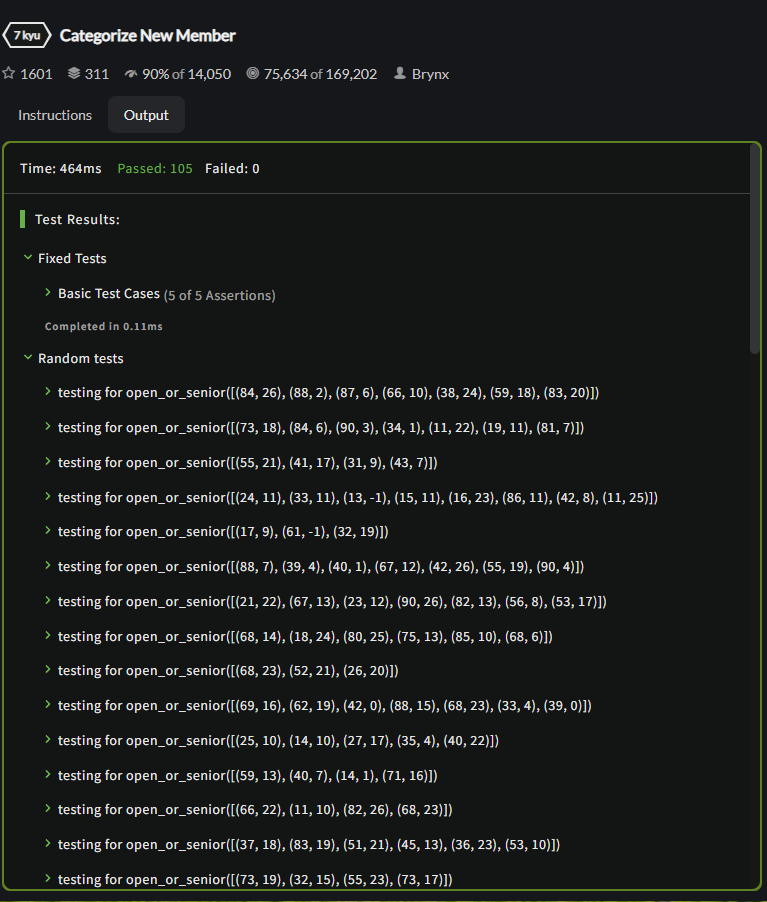 7 kyu Categorize New Member
1601 311 90% of 14,050 75,634 of 169,202 Brynx
Instructions Output
Time: 464ms Passed: 105 Failed: 0
Test Results:
Fixed Tests
Basic Test Cases (5 of 5 Assertions)
Completed in 0.11ms
Random tests
testing for open_or_senior([(84, 26), (88, 2), (87, 6), (66, 10), (38, 24), (59, 18), (83, 20)])
testing for open_or_senior([(73, 18), (84, 6), (90, 3), (34, 1), (11, 22), (19, 11), (81, 7)])
testing for open_or_senior([(55, 21), (41, 17), (31, 9), (43, 7)])
testing for open_or_senior([(24, 11), (33, 11), (13, -1), (15, 11), (16, 23), (86, 11), (42, 8), (11, 25)])
testing for open_or_senior([(17, 9), (61, -1), (32, 19)])
testing for open_or_senior([(88, 7), (39, 4), (40, 1), (67, 12), (42, 26), (55, 19), (90, 4)])
testing for open_or_senior([(21, 22), (67, 13), (23, 12), (90, 26), (82, 13), (56, 8), (53, 17)])
testing for open_or_senior([(68, 14), (18, 24), (80, 25), (75, 13), (85, 10), (68, 6)])
testing for open_or_senior([(68, 23), (52, 21), (26, 20)])
testing for open_or_senior([(69, 16), (62, 19), (42, 0), (88, 15), (68, 23), (33, 4), (39, 0)])
testing for open_or_senior([(25, 10), (14, 10), (27, 17), (35, 4), (40, 22)])
testing for open_or_senior([(59, 13), (40, 7), (14, 1), (71, 16)])
testing for open_or_senior([(66, 22), (11, 10), (82, 26), (68, 23)])
testing for open_or_senior([(37, 18), (83, 19), (51, 21), (45, 13), (36, 23), (53, 10)])
testing for open_or_senior([(73, 19), (32, 15), (55, 23), (73, 17)])